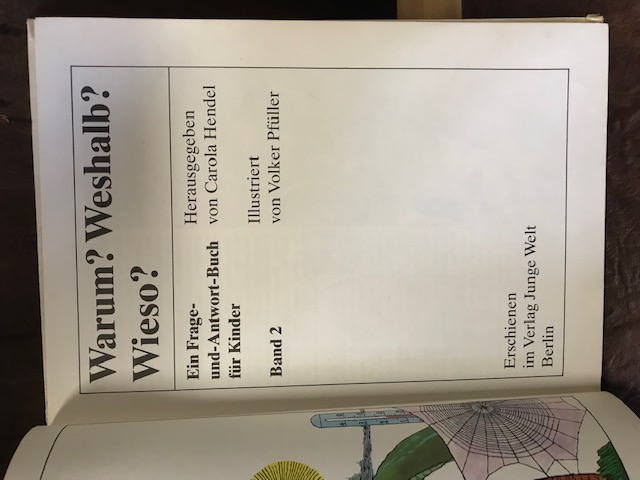 Warum? Weshalb?
Wieso?
Ein Frage-
und-Antwort-Buch
für Kinder
Band 2
Herausgegeben
von Carola Hendel
Illustriert
von Volker Pfüller
Erschienen
im Verlag Junge Welt
Berlin